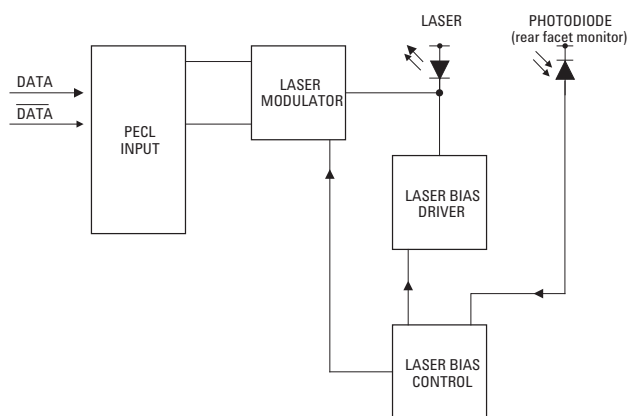 LASER
PHOTODIODE
(rear facet monitor)
DATA
DATA
PECL
INPUT
LASER
MODULATOR
LASER BIAS
DRIVER
LASER BIAS
CONTROL